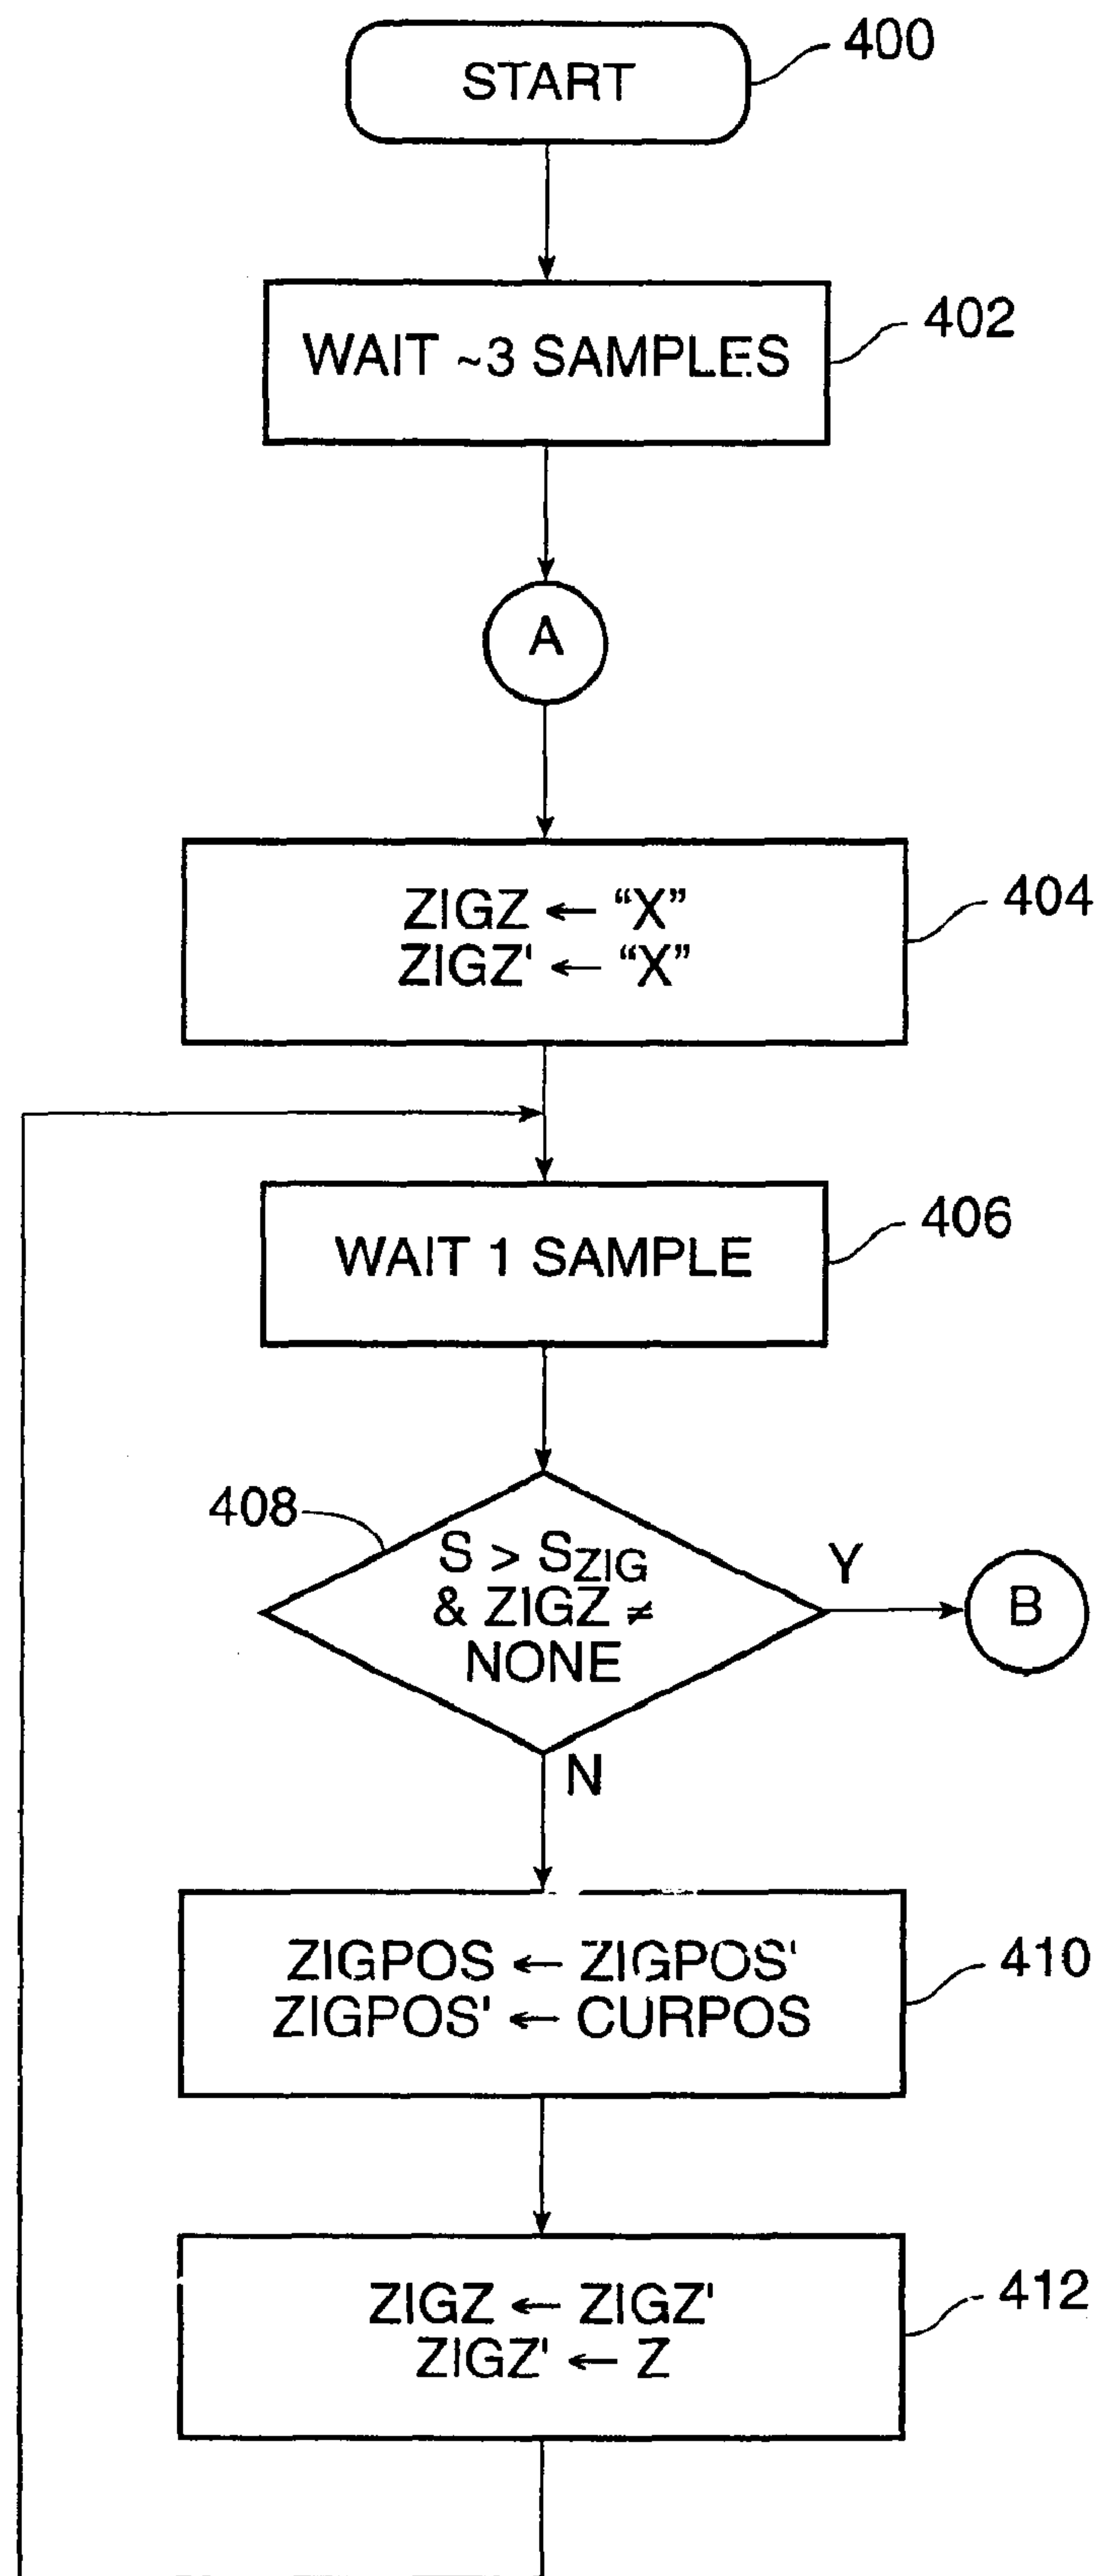 START
400
WAIT ~3 SAMPLES
402
A
ZIGZ ← “X”
ZIGZ' ← “X”
404
WAIT 1 SAMPLE
406
408
S > SZIG
& ZIGZ ≠
NONE
Y
B
N
ZIGPOS ← ZIGPOS'
ZIGPOS' ← CURPOS
410
ZIGZ ← ZIGZ'
ZIGZ' ← Z
412